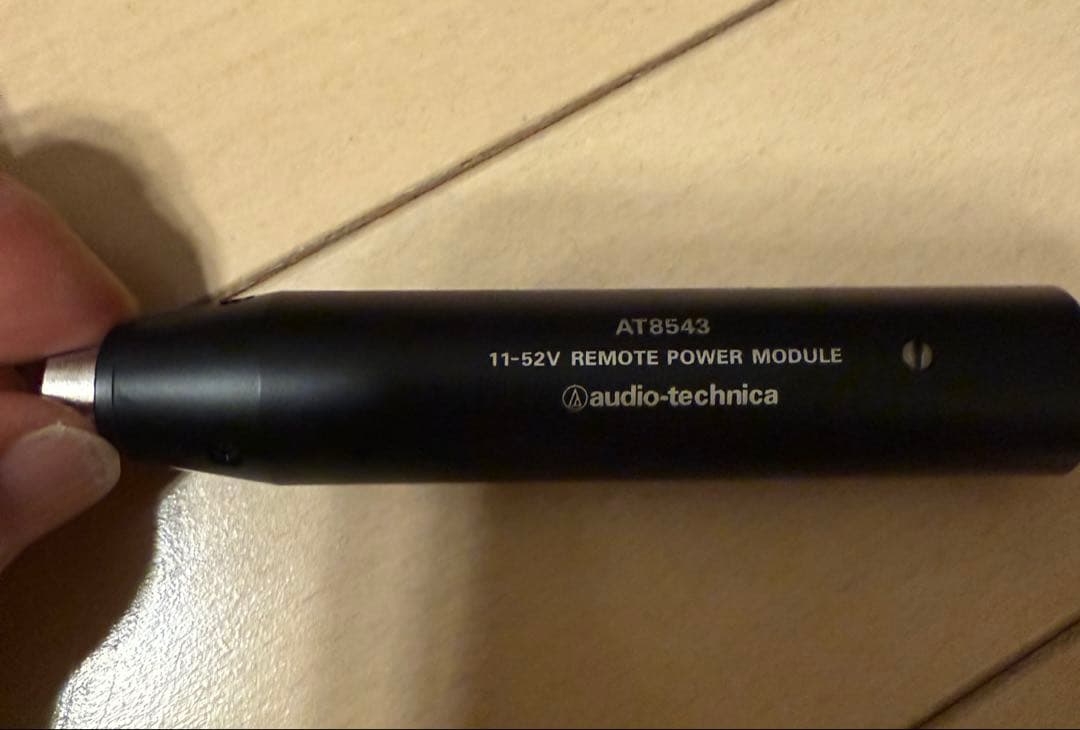 AT8543
11-52V REMOTE POWER MODULE
audio-technica